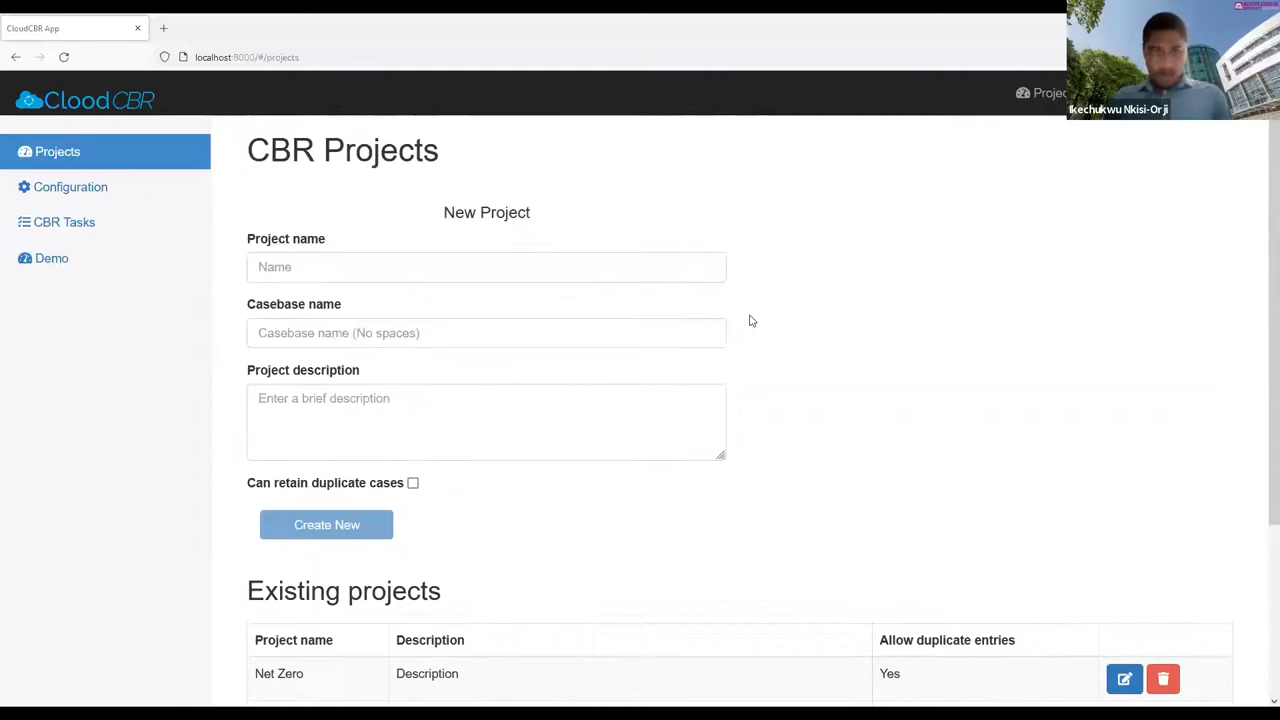 CloudCBR App
localhost:8000/#/projects
CloodCBR
Projec
Ikechukwu Nkisi-Orji
Projects
Configuration
CBR Tasks
Demo
CBR Projects
New Project
Project name
Name
Casebase name
Casebase name (No spaces)
Project description
Enter a brief description
Can retain duplicate cases
Create New
Existing projects
Project name Description Allow duplicate entries
Net Zero Description Yes